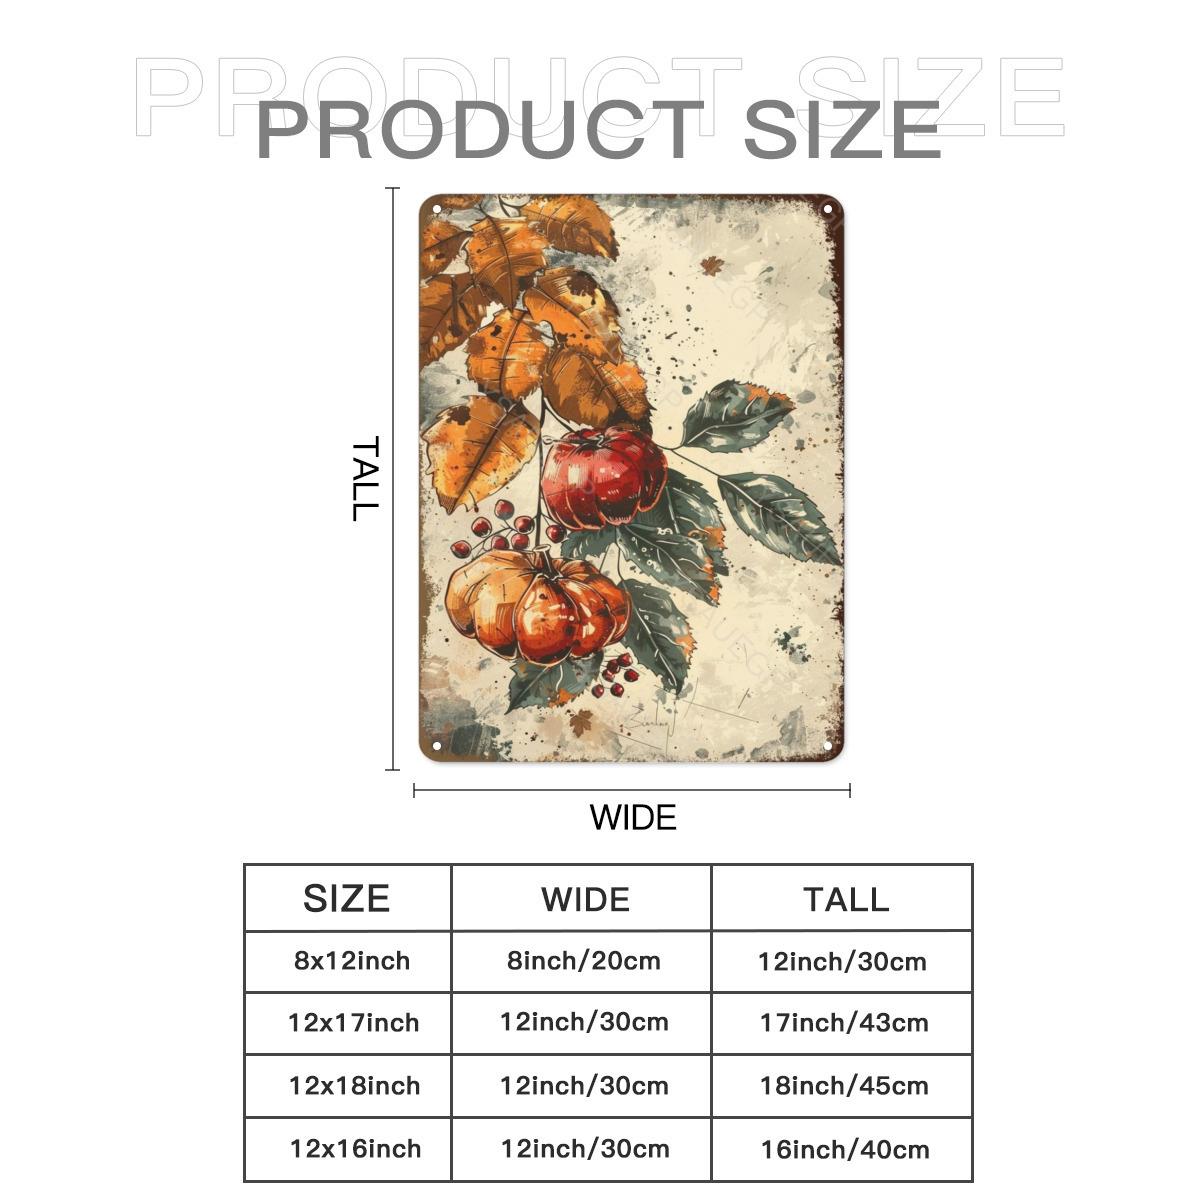 PRODUCT SIZE
PRODUCT SIZE
TALL
WIDE
SIZE WIDE TALL
8x12inch 8inch/20cm 12inch/30cm
12x17inch 12inch/30cm 17inch/43cm
12x18inch 12inch/30cm 18inch/45cm
12x16inch 12inch/30cm 16inch/40cm